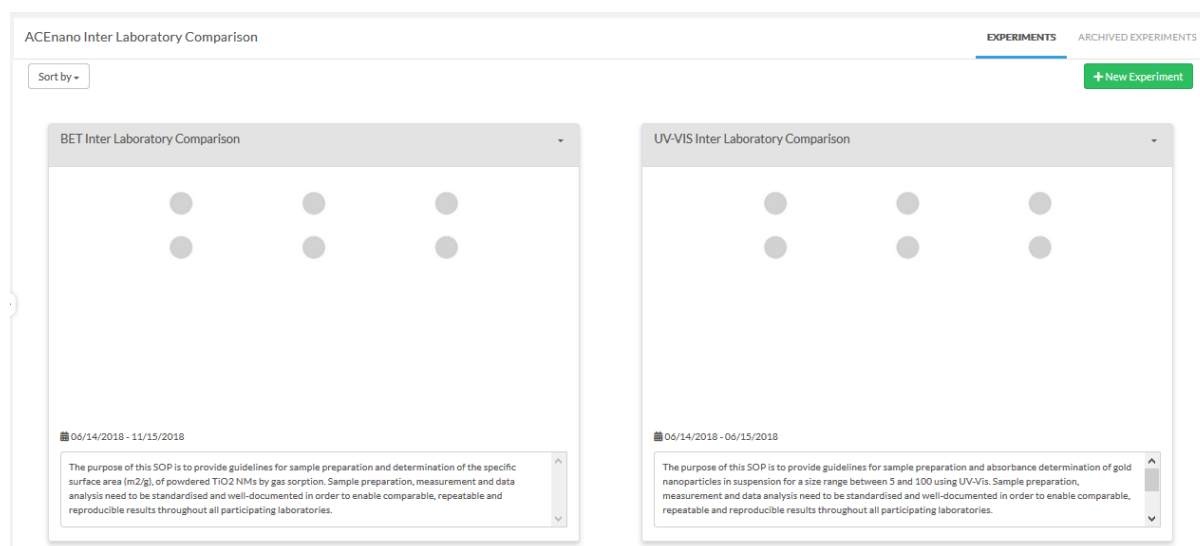 ACEnano Inter Laboratory Comparison
EXPERIMENTS
ARCHIVED EXPERIMENTS
Sort by
+ New Experiment
BET Inter Laboratory Comparison
06/14/2018 - 11/15/2018
The purpose of this SOP is to provide guidelines for sample preparation and determination of the specific
surface area (m2/g), of powdered TiO2 NMs by gas sorption. Sample preparation, measurement and data
analysis need to be standardised and well-documented in order to enable comparable, repeatable and
reproducible results throughout all participating laboratories.
UV-VIS Inter Laboratory Comparison
06/14/2018 - 06/15/2018
The purpose of this SOP is to provide guidelines for sample preparation and absorbance determination of gold
nanoparticles in suspension for a size range between 5 and 100 using UV-Vis. Sample preparation,
measurement and data analysis need to be standardised and well-documented in order to enable comparable,
repeatable and reproducible results throughout all participating laboratories.